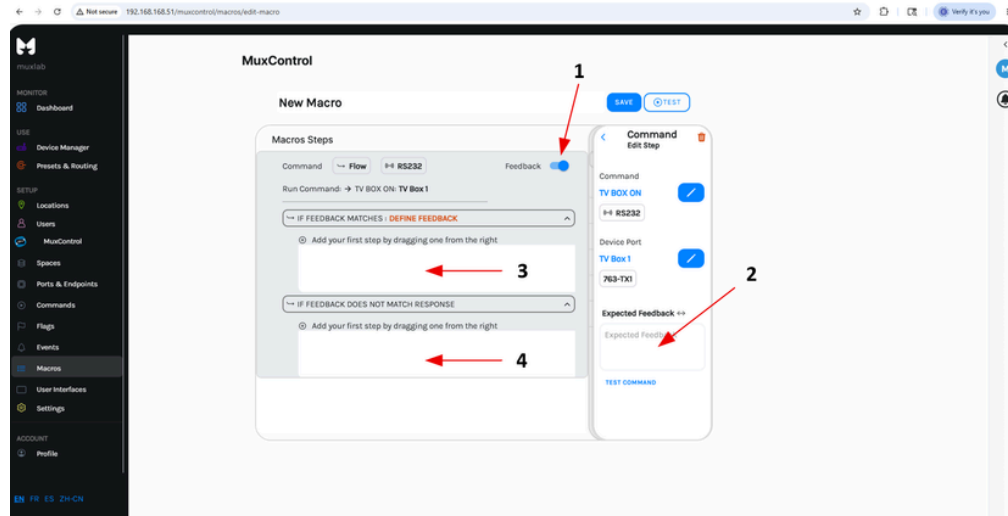 Not secure 192.168.168.51/muxcontrol/macros/edit-macro
Verify it's you
muxlab
MONITOR
Dashboard
USE
Device Manager
Presets & Routing
SETUP
Locations
Users
MuxControl
Spaces
Ports & Endpoints
Commands
Flags
Events
Macros
User Interfaces
Settings
ACCOUNT
Profile
EN FR ES ZH-CN
MuxControl
1
New Macro
SAVE
TEST
Macros Steps
Command Flow RS232 Feedback
Run Command: → TV BOX ON: TV Box 1
IF FEEDBACK MATCHES : DEFINE FEEDBACK
Add your first step by dragging one from the right
3
IF FEEDBACK DOES NOT MATCH RESPONSE
Add your first step by dragging one from the right
4
Command
Edit Step
Command
TV BOX ON
RS232
Device Port
TV Box 1
763-TX1
2
Expected Feedback
Expected Feedback
TEST COMMAND
M